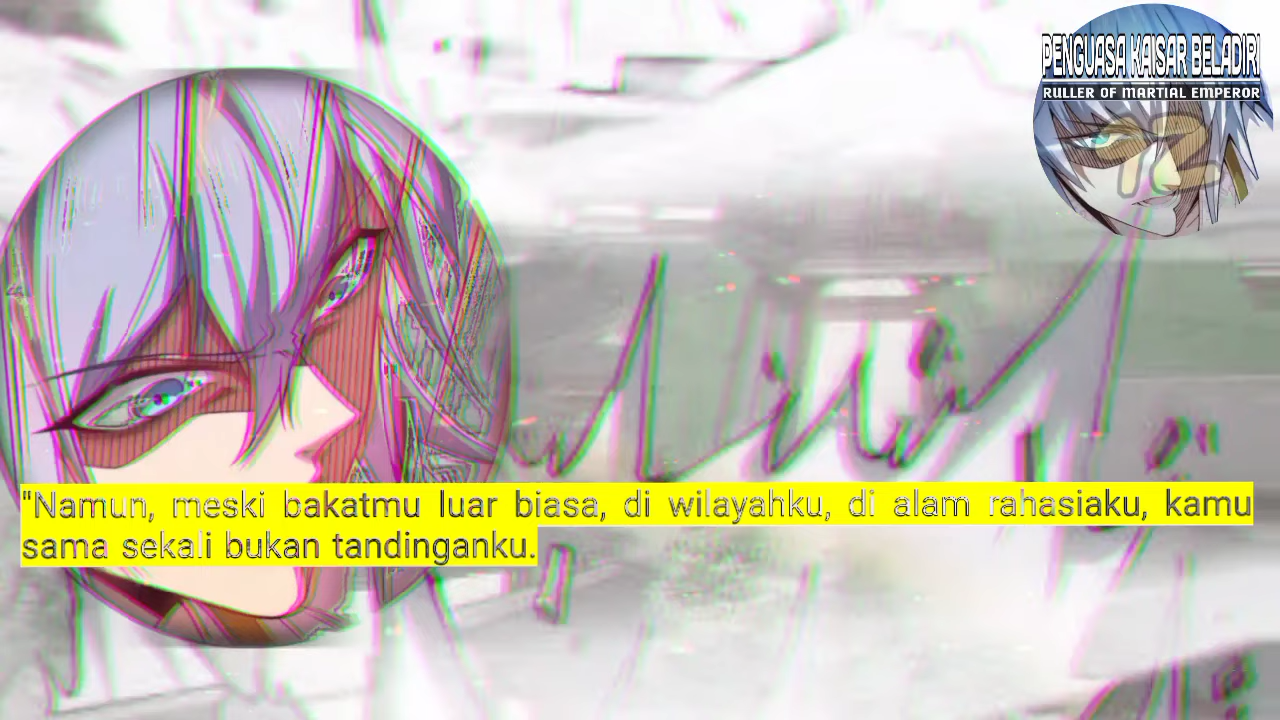 PENGUASA KAISAR BELADIRI
RULLER OF MARTIAL EMPEROR
"Namun, meski bakatmu luar biasa, di wilayahku, di alam rahasiaku, kamu
sama sekali bukan tandinganku.